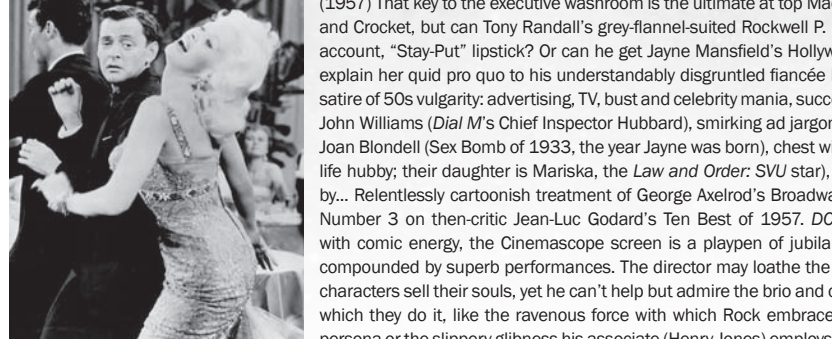 (1957) That key to the executive washroom is the ultimate at top Mad
and Crocket, but can Tony Randall's grey-flannel-suited Rockwell P.
account, “Stay-Put” lipstick? Or can he get Jayne Mansfield's Hollyw
explain her quid pro quo to his understandably disgruntled fiancée
satire of 50s vulgarity: advertising, TV, bust and celebrity mania, succ
John Williams (Dial M's Chief Inspector Hubbard), smirking ad jargon
Joan Blondell (Sex Bomb of 1933, the year Jayne was born), chest wi
life hubby; their daughter is Mariska, the Law and Order: SVU star),
by... Relentlessly cartoonish treatment of George Axelrod's Broadwa
Number 3 on then-critic Jean-Luc Godard's Ten Best of 1957. DC
with comic energy, the Cinemascope screen is a playpen of jubila
compounded by superb performances. The director may loathe the
characters sell their souls, yet he can't help but admire the brio and
which they do it, like the ravenous force with which Rock embrace
persona or the slippery glibness his associate (Henry Jones) employs